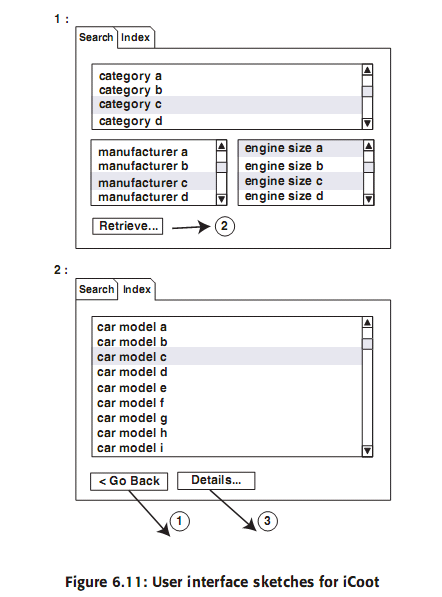 1 :
Search Index
category a
category b
category c
category d
manufacturer a
manufacturer b
manufacturer c
manufacturer d
engine size a
engine size b
engine size c
engine size d
Retrieve...
2
2 :
Search Index
car model a
car model b
car model c
car model d
car model e
car model f
car model g
car model h
car model i
< Go Back
Details...
1
3
Figure 6.11: User interface sketches for iCoot